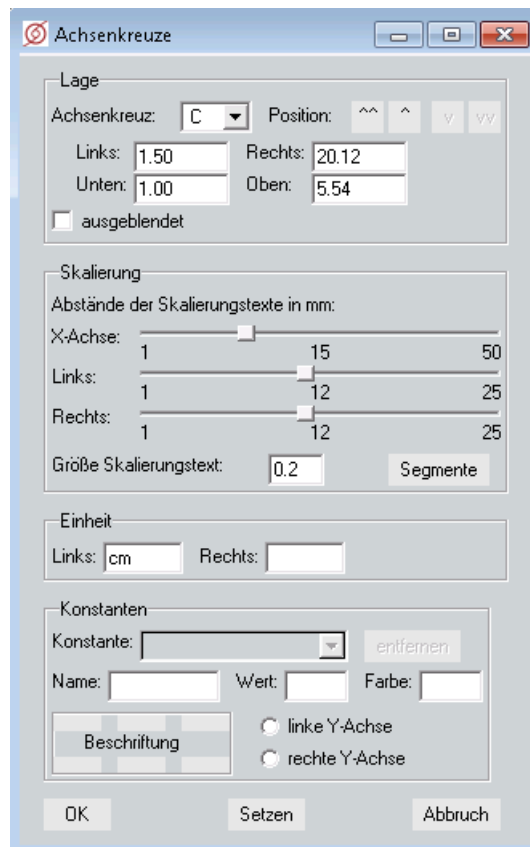 Achsenkreuze
Lage
Achsenkreuz: C Position: ^^ ^ v vv
Links: 1.50 Rechts: 20.12
Unten: 1.00 Oben: 5.54
ausgeblendet
Skalierung
Abstände der Skalierungstexte in mm:
X-Achse:
1 15 50
Links:
1 12 25
Rechts:
1 12 25
Größe Skalierungstext: 0.2 Segmente
Einheit
Links: cm Rechts:
Konstanten
Konstante: entfernen
Name: Wert: Farbe:
Beschriftung
linke Y-Achse
rechte Y-Achse
OK Setzen Abbruch